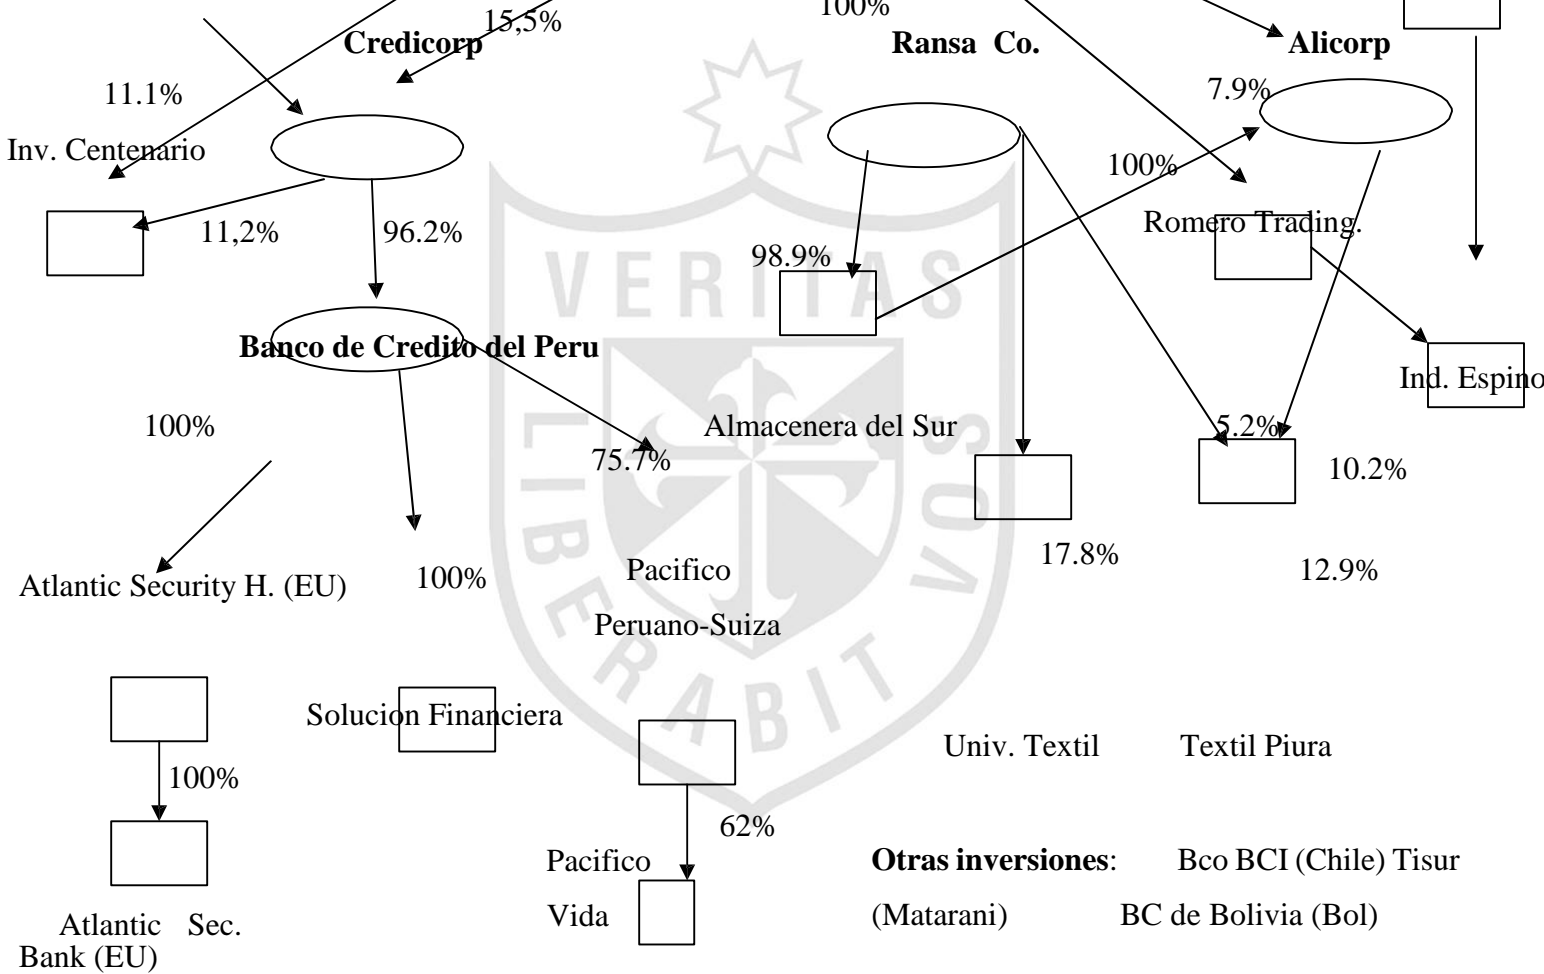 15,5%
100%
Credicorp
Ransa Co.
Alicorp
11.1%
7.9%
Inv. Centenario
100%
Romero Trading.
11,2%
96.2%
98.9%
VERITAS
Banco de Credito del Peru
Ind. Espino
100%
Almacenera del Sur
5.2%
75.7%
10.2%
17.8%
Pacifico
12.9%
Atlantic Security H. (EU)
100%
Peruano-Suiza
LIBERABIT VOS
Solucion Financiera
Univ. Textil
Textil Piura
100%
62%
Pacifico
Otras inversiones: Bco BCI (Chile) Tisur
Vida
(Matarani) BC de Bolivia (Bol)
Atlantic Sec.
Bank (EU)